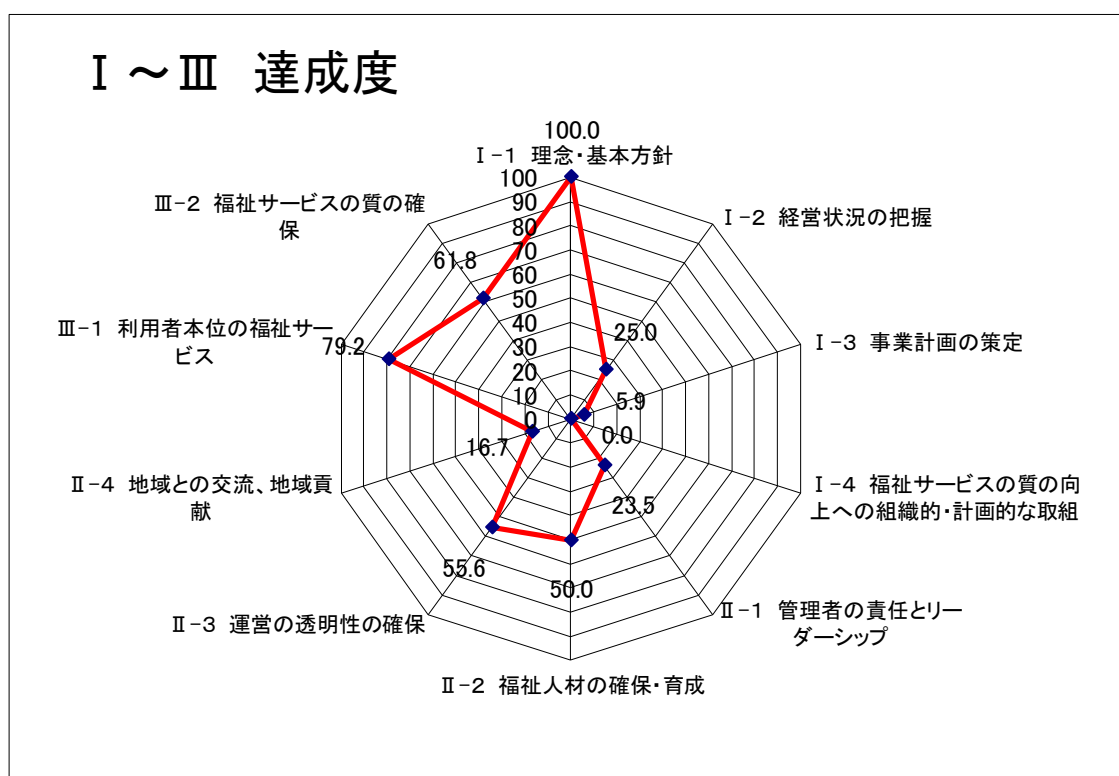 Ⅰ～Ⅲ 達成度
100.0
Ⅰ-1 理念・基本方針
100
90
80
70
60
50
40
30
20
10
0
Ⅰ-2 経営状況の把握
25.0
Ⅰ-3 事業計画の策定
5.9
0.0
Ⅰ-4 福祉サービスの質の向
上への組織的・計画的な取組
23.5
Ⅱ-1 管理者の責任とリー
ダーシップ
50.0
Ⅱ-2 福祉人材の確保・育成
55.6
Ⅱ-3 運営の透明性の確保
16.7
Ⅱ-4 地域との交流、地域貢
献
Ⅲ-1 利用者本位の福祉サー
ビス
79.2
Ⅲ-2 福祉サービスの質の確
保
61.8